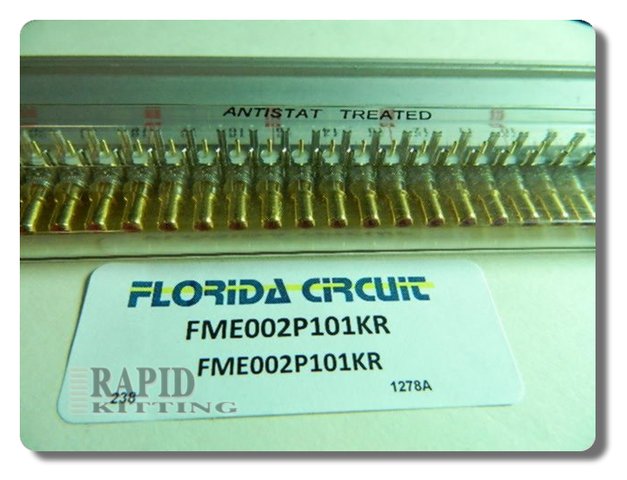 ANTISTAT TREATED
FLORIDA CIRCUIT
FME002P101KR
FME002P101KR
1278A
238
RAPID
KITTING